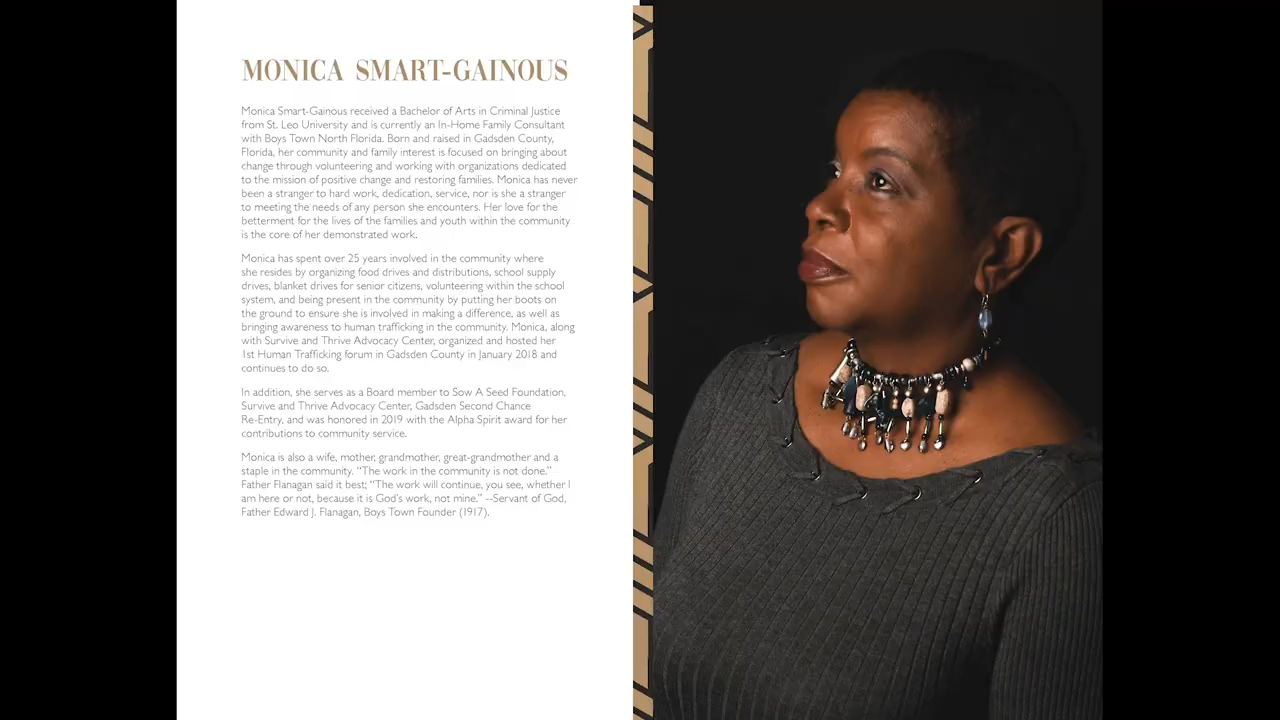 MONICA SMART-GAINOUS
Monica Smart-Gainous received a Bachelor of Arts in Criminal Justice
from St. Leo University and is currently an In-Home Family Consultant
with Boys Town North Florida. Born and raised in Gadsden County,
Florida, her community and family interest is focused on bringing about
change through volunteering and working with organizations dedicated
to the mission of positive change and restoring families. Monica has never
been a stranger to hard work, dedication, service, nor is she a stranger
to meeting the needs of any person she encounters. Her love for the
betterment for the lives of the families and youth within the community
is the core of her demonstrated work.
Monica has spent over 25 years involved in the community where
she resides by organizing food drives and distributions, school supply
drives, blanket drives for senior citizens, volunteering within the school
system, and being present in the community by putting her boots on
the ground to ensure she is involved in making a difference, as well as
bringing awareness to human trafficking in the community. Monica, along
with Survive and Thrive Advocacy Center, organized and hosted her
1st Human Trafficking forum in Gadsden County in January 2018 and
continues to do so.
In addition, she serves as a Board member to Sow A Seed Foundation,
Survive and Thrive Advocacy Center, Gadsden Second Chance
Re-Entry, and was honored in 2019 with the Alpha Spirit award for her
contributions to community service.
Monica is also a wife, mother, grandmother, great-grandmother and a
staple in the community. “The work in the community is not done.”
Father Flanagan said it best; “The work will continue, you see, whether I
am here or not, because it is God’s work, not mine.” --Servant of God,
Father Edward J. Flanagan, Boys Town Founder (1917).